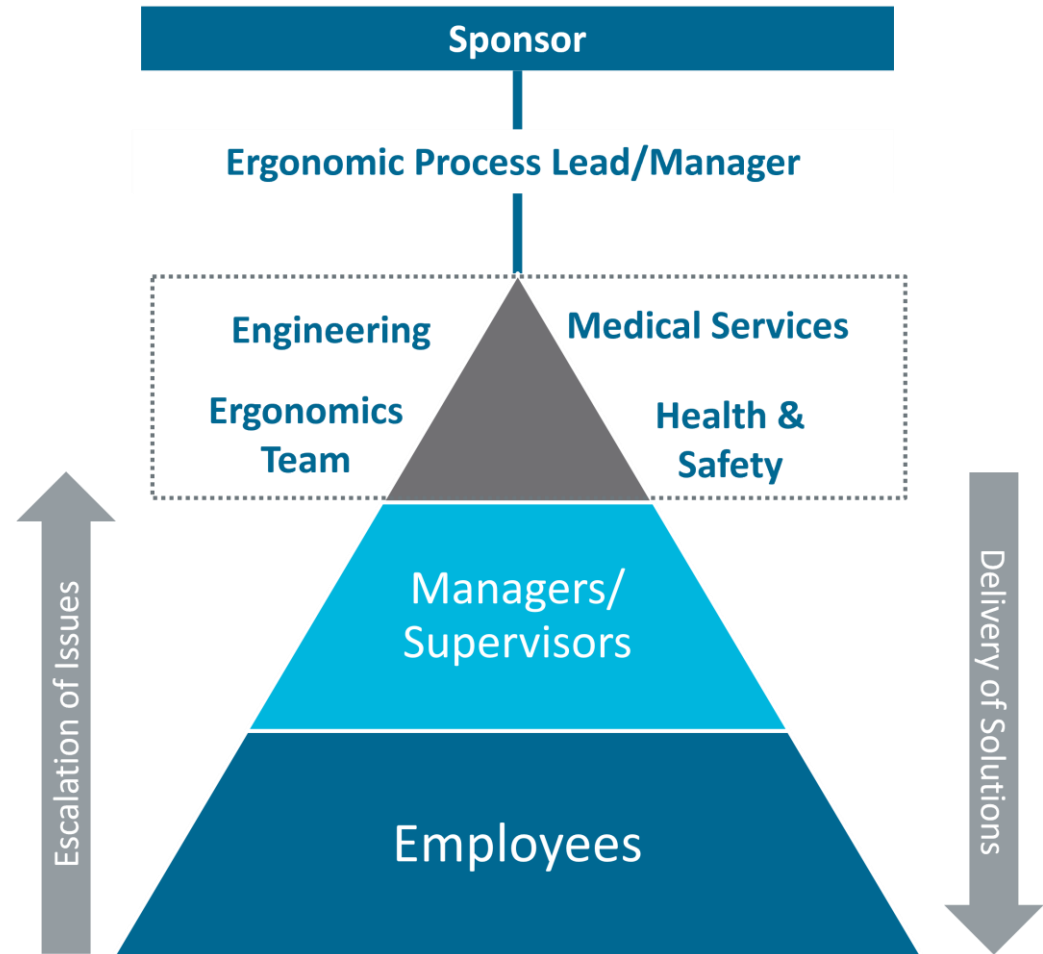 Sponsor
Ergonomic Process Lead/Manager
Engineering
Medical Services
Ergonomics
Team
Health &
Safety
Managers/
Supervisors
Employees
Escalation of Issues
Delivery of Solutions